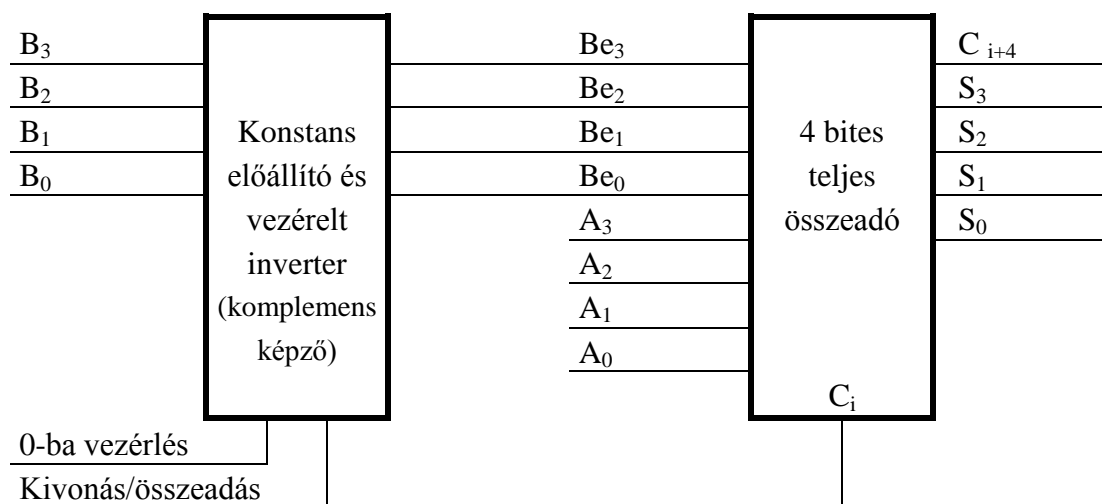 B₃
B₂
B₁
B₀
Konstans
előállító és
vezérelt
inverter
(komplemens
képző)
0-ba vezérlés
Kivonás/összeadás
Be₃
Be₂
Be₁
Be₀
A₃
A₂
A₁
A₀
4 bites
teljes
összeadó
Cᵢ
C ᵢ₊₄
S₃
S₂
S₁
S₀